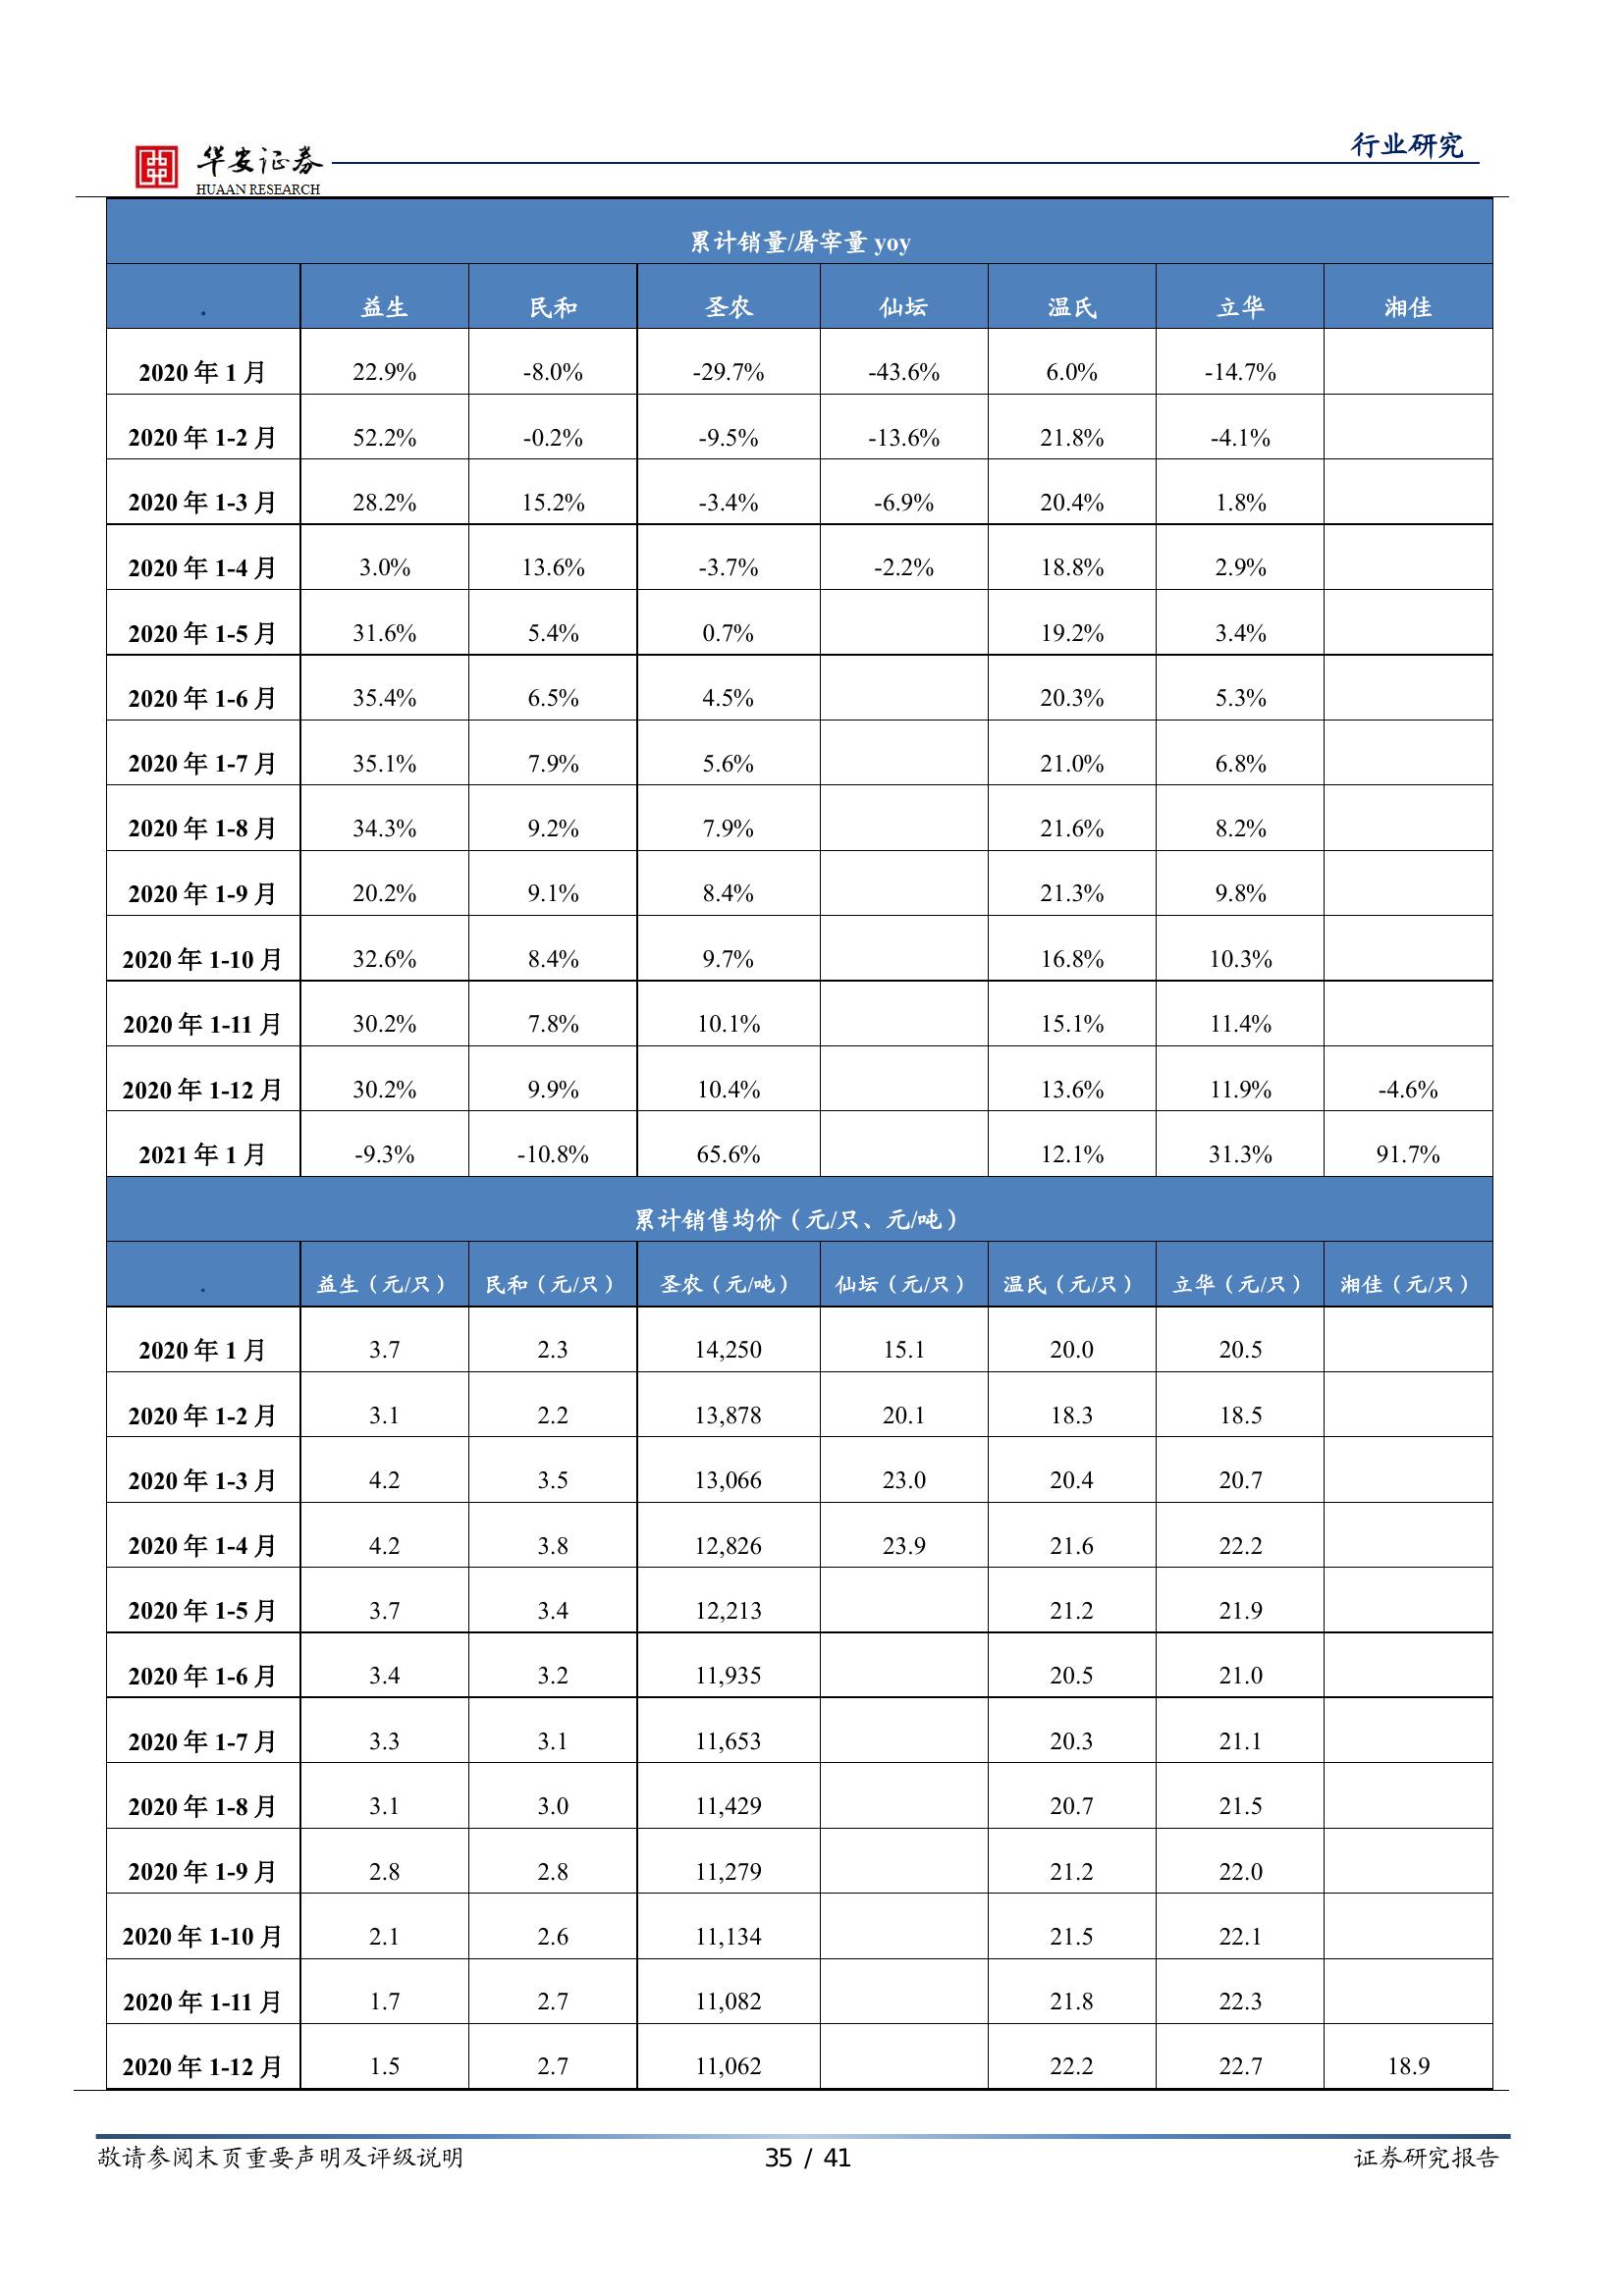 行业研究
华安证券
HUAAN RESEARCH
累计销量/屠宰量 yoy
. 益生 民和 圣农 仙坛 温氏 立华 湘佳
2020 年 1 月 22.9% -8.0% -29.7% -43.6% 6.0% -14.7%
2020 年 1-2 月 52.2% -0.2% -9.5% -13.6% 21.8% -4.1%
2020 年 1-3 月 28.2% 15.2% -3.4% -6.9% 20.4% 1.8%
2020 年 1-4 月 3.0% 13.6% -3.7% -2.2% 18.8% 2.9%
2020 年 1-5 月 31.6% 5.4% 0.7% 19.2% 3.4%
2020 年 1-6 月 35.4% 6.5% 4.5% 20.3% 5.3%
2020 年 1-7 月 35.1% 7.9% 5.6% 21.0% 6.8%
2020 年 1-8 月 34.3% 9.2% 7.9% 21.6% 8.2%
2020 年 1-9 月 20.2% 9.1% 8.4% 21.3% 9.8%
2020 年 1-10 月 32.6% 8.4% 9.7% 16.8% 10.3%
2020 年 1-11 月 30.2% 7.8% 10.1% 15.1% 11.4%
2020 年 1-12 月 30.2% 9.9% 10.4% 13.6% 11.9% -4.6%
2021 年 1 月 -9.3% -10.8% 65.6% 12.1% 31.3% 91.7%
累计销售均价（元/只、元/吨）
. 益生（元/只） 民和（元/只） 圣农（元/吨） 仙坛（元/只） 温氏（元/只） 立华（元/只） 湘佳（元/只）
2020 年 1 月 3.7 2.3 14,250 15.1 20.0 20.5
2020 年 1-2 月 3.1 2.2 13,878 20.1 18.3 18.5
2020 年 1-3 月 4.2 3.5 13,066 23.0 20.4 20.7
2020 年 1-4 月 4.2 3.8 12,826 23.9 21.6 22.2
2020 年 1-5 月 3.7 3.4 12,213 21.2 21.9
2020 年 1-6 月 3.4 3.2 11,935 20.5 21.0
2020 年 1-7 月 3.3 3.1 11,653 20.3 21.1
2020 年 1-8 月 3.1 3.0 11,429 20.7 21.5
2020 年 1-9 月 2.8 2.8 11,279 21.2 22.0
2020 年 1-10 月 2.1 2.6 11,134 21.5 22.1
2020 年 1-11 月 1.7 2.7 11,082 21.8 22.3
2020 年 1-12 月 1.5 2.7 11,062 22.2 22.7 18.9
敬请参阅末页重要声明及评级说明 35 / 41 证券研究报告